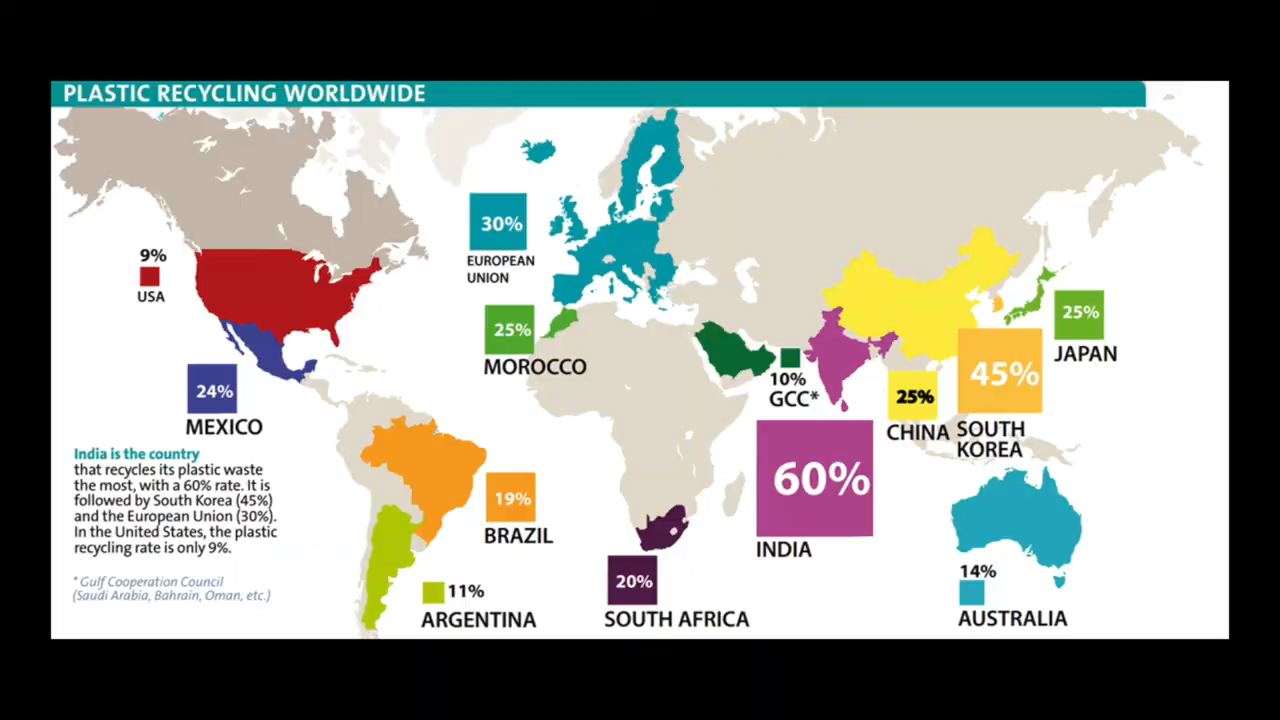 PLASTIC RECYCLING WORLDWIDE
9%
USA
30%
EUROPEAN
UNION
25%
MOROCCO
24%
MEXICO
10%
GCC*
25%
CHINA
45%
SOUTH
KOREA
25%
JAPAN
60%
INDIA
19%
BRAZIL
11%
ARGENTINA
20%
SOUTH AFRICA
14%
AUSTRALIA
India is the country
that recycles its plastic waste
the most, with a 60% rate. It is
followed by South Korea (45%)
and the European Union (30%).
In the United States, the plastic
recycling rate is only 9%.
* Gulf Cooperation Council
(Saudi Arabia, Bahrain, Oman, etc.)